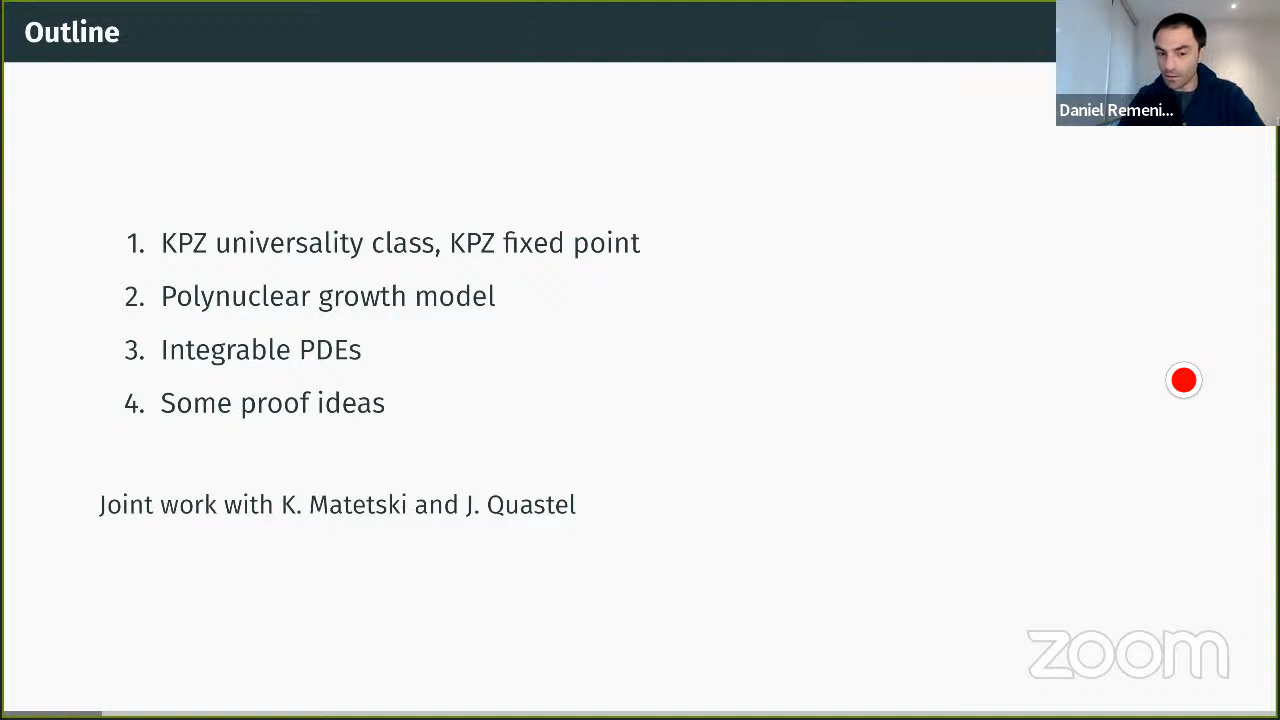 Outline
Daniel Remeni...
1. KPZ universality class, KPZ fixed point
2. Polynuclear growth model
3. Integrable PDEs
4. Some proof ideas
Joint work with K. Matetski and J. Quastel
zoom